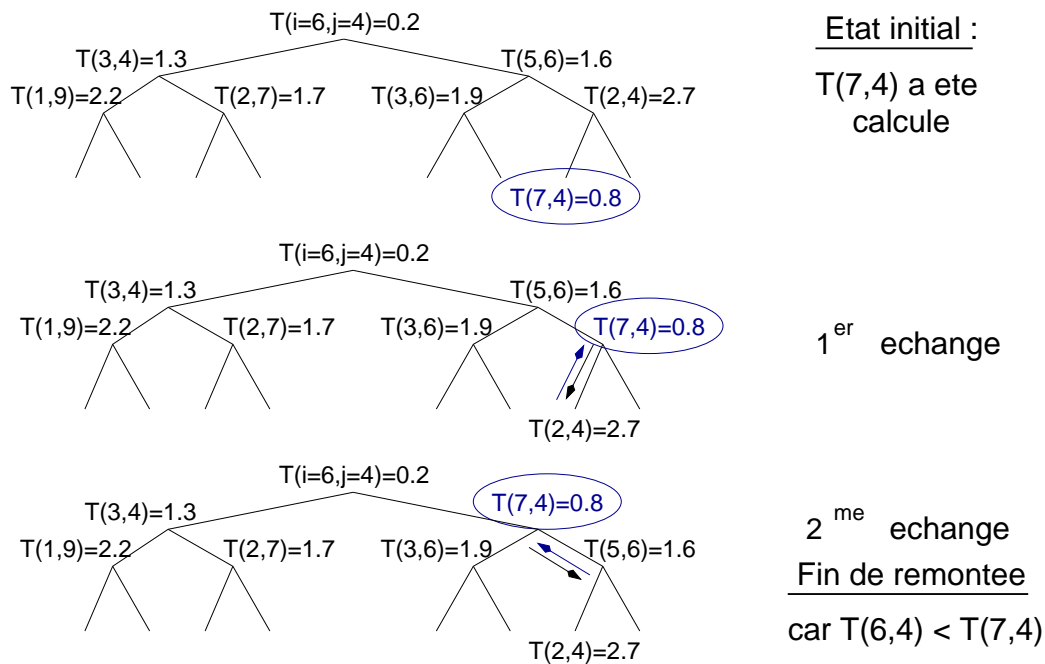 T(i=6,j=4)=0.2
T(3,4)=1.3 T(5,6)=1.6
T(1,9)=2.2 T(2,7)=1.7 T(3,6)=1.9 T(2,4)=2.7
T(7,4)=0.8
Etat initial :
T(7,4) a ete
calcule
T(i=6,j=4)=0.2
T(3,4)=1.3 T(5,6)=1.6
T(1,9)=2.2 T(2,7)=1.7 T(3,6)=1.9 T(7,4)=0.8
T(2,4)=2.7
1er echange
T(i=6,j=4)=0.2
T(3,4)=1.3 T(7,4)=0.8
T(1,9)=2.2 T(2,7)=1.7 T(3,6)=1.9 T(5,6)=1.6
T(2,4)=2.7
2 me echange
Fin de remontee
car T(6,4) < T(7,4)